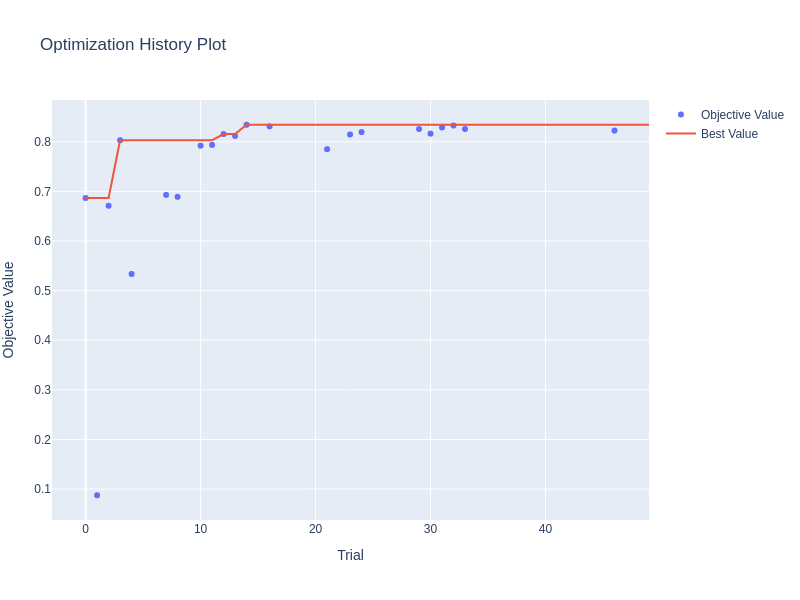 Optimization History Plot
Objective Value
Best Value
0.8
0.7
0.6
0.5
0.4
0.3
0.2
0.1
Objective Value
0 10 20 30 40
Trial